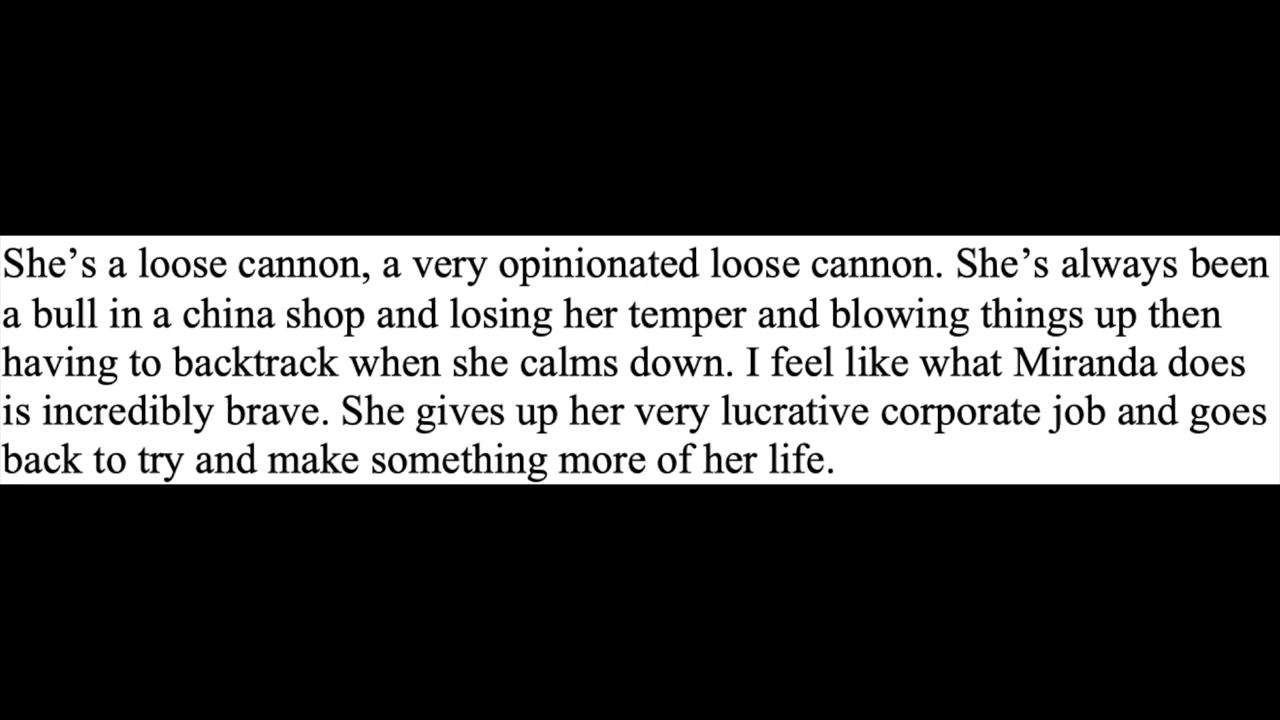 She’s a loose cannon, a very opinionated loose cannon. She’s always been
a bull in a china shop and losing her temper and blowing things up then
having to backtrack when she calms down. I feel like what Miranda does
is incredibly brave. She gives up her very lucrative corporate job and goes
back to try and make something more of her life.